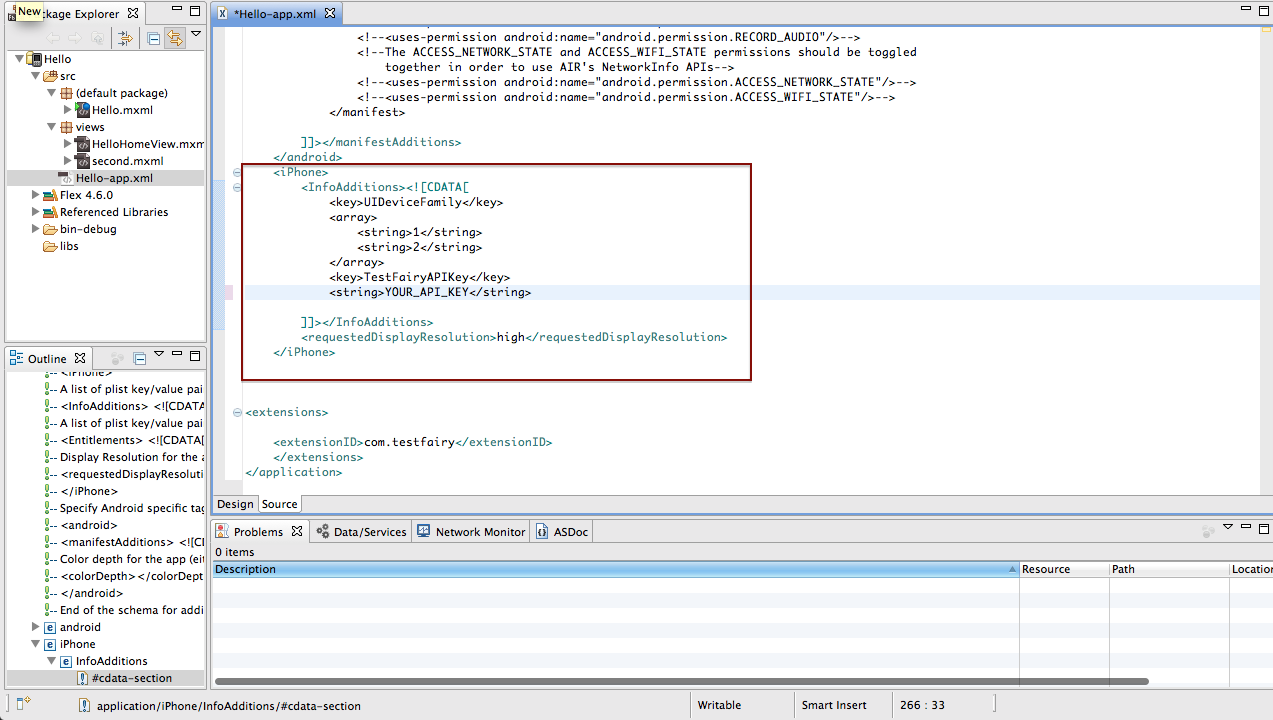 New
ckage Explorer
Hello
src
(default package)
Hello.mxml
views
HelloHomeView.mxm
second.mxml
Hello-app.xml
Flex 4.6.0
Referenced Libraries
bin-debug
libs
Outline
<iPhone>
A list of plist key/value pai
<InfoAdditions> <![CDATA[
A list of plist key/value pai
<Entitlements> <![CDATA[
Display Resolution for the a
<requestedDisplayResoluti
</iPhone>
Specify Android specific tag
<android>
<manifestAdditions> <![CD
Color depth for the app (eit
<colorDepth></colorDept
</android>
End of the schema for addi
android
iPhone
InfoAdditions
#cdata-section
*Hello-app.xml
<!--<uses-permission android:name="android.permission.RECORD_AUDIO"/>-->
<!--The ACCESS_NETWORK_STATE and ACCESS_WIFI_STATE permissions should be toggled
together in order to use AIR's NetworkInfo APIs-->
<!--<uses-permission android:name="android.permission.ACCESS_NETWORK_STATE"/>-->
<!--<uses-permission android:name="android.permission.ACCESS_WIFI_STATE"/>-->
</manifest>
]]></manifestAdditions>
</android>
<iPhone>
<InfoAdditions><![CDATA[
<key>UIDeviceFamily</key>
<array>
<string>1</string>
<string>2</string>
</array>
<key>TestFairyAPIKey</key>
<string>YOUR_API_KEY</string>
]]></InfoAdditions>
<requestedDisplayResolution>high</requestedDisplayResolution>
</iPhone>
<extensions>
<extensionID>com.testfairy</extensionID>
</extensions>
</application>
Design Source
Problems Data/Services Network Monitor ASDoc
0 items
Description Resource Path Location
application/iPhone/InfoAdditions/#cdata-section Writable Smart Insert 266 : 33